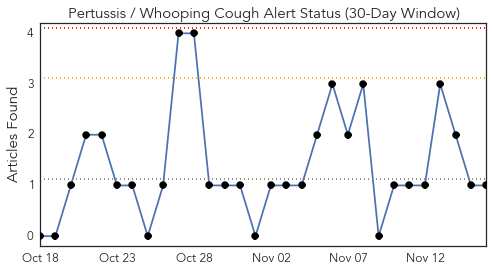 Pertussis / Whooping Cough Alert Status (30-Day Window)
Articles Found
4
3
2
1
0
Oct 18 Oct 23 Oct 28 Nov 02 Nov 07 Nov 12